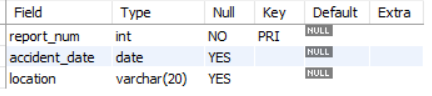 Field Type Null Key Default Extra
report_num int NO PRI NULL
accident_date date YES NULL
location varchar(20) YES NULL